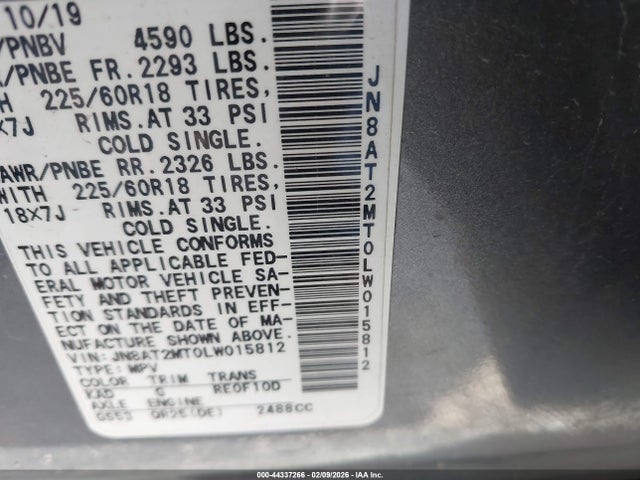 10/19
/PNBV 4590 LBS.
/PNBE FR. 2293 LBS.
TH 225/60R18 TIRES,
x7J RIMS. AT 33 PSI
COLD SINGLE.
AWR/PNBE RR. 2326 LBS.
WITH 225/60R18 TIRES,
18X7J RIMS. AT 33 PSI
COLD SINGLE.
THIS VEHICLE CONFORMS
TO ALL APPLICABLE FED-
ERAL MOTOR VEHICLE SA-
FETY AND THEFT PREVEN-
TION STANDARDS IN EFF-
ECT ON THE DATE OF MA-
NUFACTURE SHOWN ABOVE.
VIN: JN8AT2MT0LW015812
TYPE: MPV
COLOR TRIM TRANS
KAD G RE0F10D
AXLE ENGINE
GS53 QR25(DE) 2488CC
JN8AT2MT0LW015812
000-44337266 - 02/09/2026 - IAA Inc.